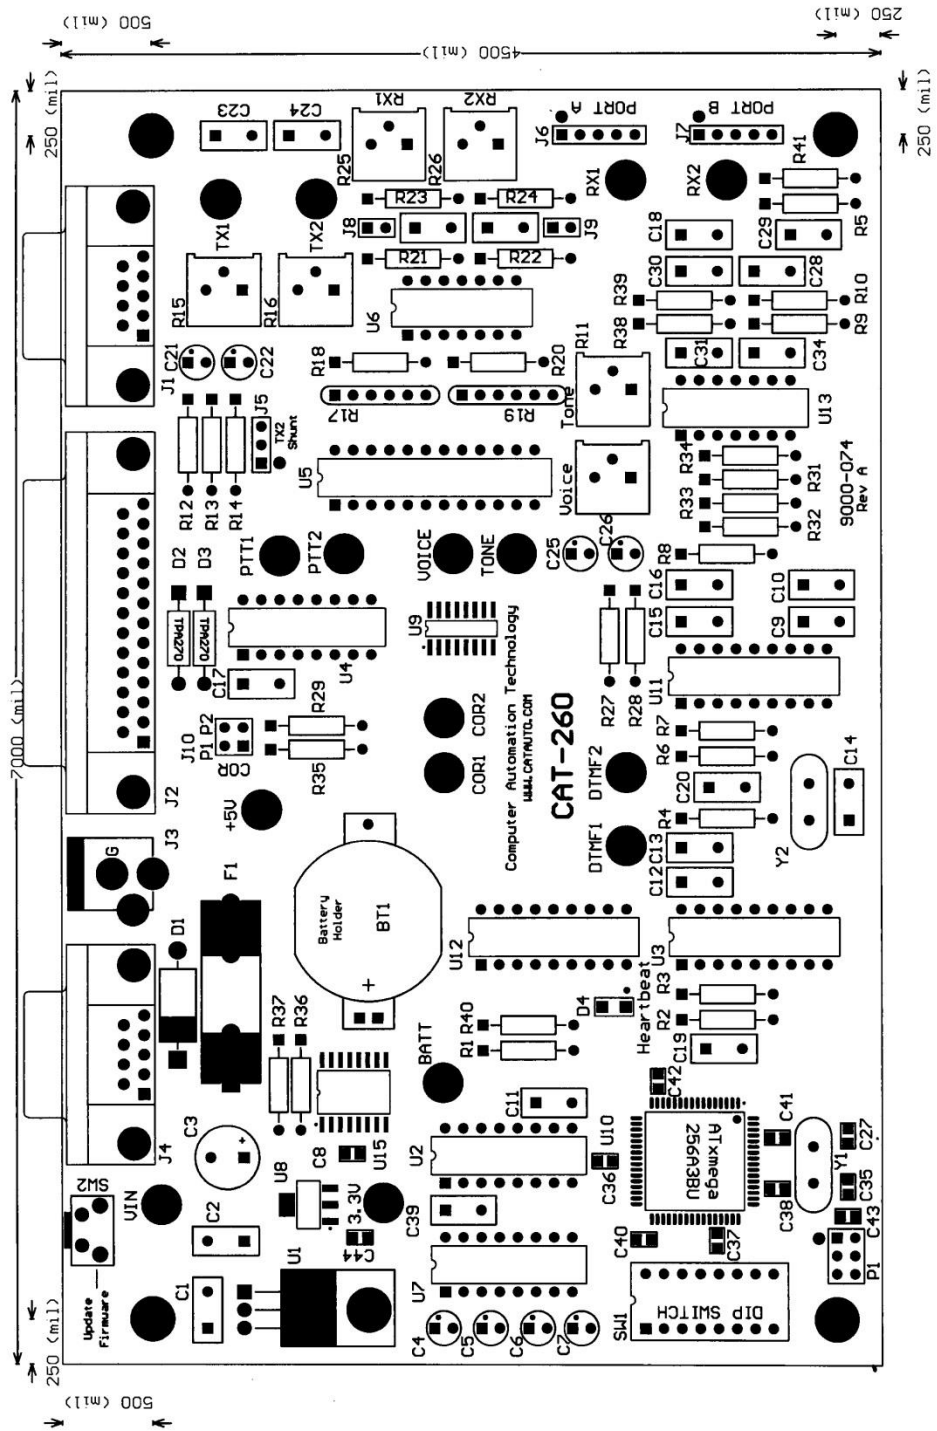 500 (mil)
250 (mil)
4500 (mil)
250 (mil)
250 (mil)
7000 (mil)
250 (mil)
500 (mil)
C23
C24
RX1
RX2
R25
R26
J6
PORT A
J7
PORT B
R41
TX1
TX2
R23
R24
RX1
RX2
J8
J9
R5
C18
C29
R21
R22
R15
R16
U6
C30
C28
R39
R38
R10
R9
R11
C21
C22
R18
R20
C31
C34
J1
J5
TX2
Shunt
R17
R19
Tone
U13
R12
R13
R14
U5
Voice
R34
R33
R31
R32
9000-074
Rev A
D2
D3
PTT1
PTT2
VOICE
TONE
C25
C26
R8
TPA270
TPA270
U9
C16
C10
C15
C9
C17
U4
R27
R28
U11
J10
P1 P2
COR
R29
R35
COR2
COR1
Computer Automation Technology
WWW.CATAUTO.COM
CAT-260
DTMF2
DTMF1
R7
R6
C20
C14
R4
Y2
C13
C12
J2
+5V
J3
G
F1
D1
Battery
Holder
BT1
+
U12
U3
D4
Heartbeat
R3
R2
C19
R37
R36
BATT
R40
R1
C42
C11
J4
C3
+
C8
U15
U2
U10
C36
ATxmega
256A3BU
C41
Y1
C27
C35
C38
C43
SW2
VIN
C2
U8
3.3V
C39
C40
C37
P1
Update
Firmware
C1
U1
C44
U7
SW1
DIP SWITCH
C4
C5
C6
C7